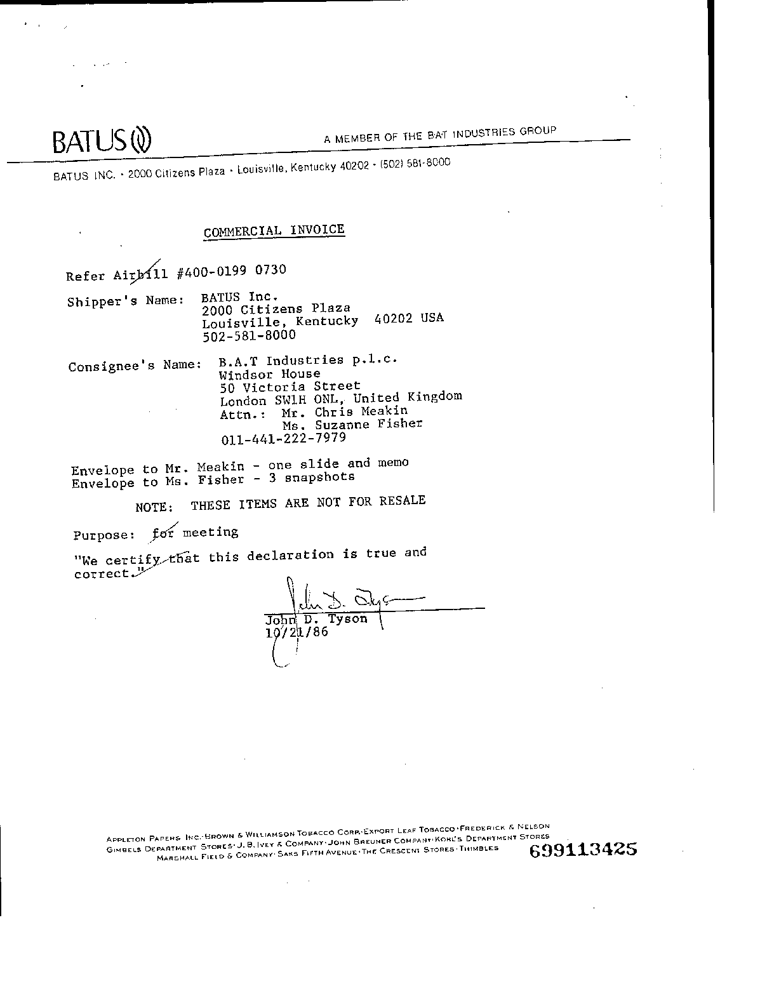 BATUS
A MEMBER OF THE B·A·T INDUSTRIES GROUP
BATUS INC. • 2000 Citizens Plaza • Louisville, Kentucky 40202 • (502) 581-8000
COMMERCIAL INVOICE
Refer Airbill #400-0199 0730
Shipper's Name: BATUS Inc.
2000 Citizens Plaza
Louisville, Kentucky 40202 USA
502-581-8000
Consignee's Name: B.A.T Industries p.l.c.
Windsor House
50 Victoria Street
London SW1H ONL, United Kingdom
Attn.: Mr. Chris Meakin
Ms. Suzanne Fisher
011-441-222-7979
Envelope to Mr. Meakin - one slide and memo
Envelope to Ms. Fisher - 3 snapshots
NOTE: THESE ITEMS ARE NOT FOR RESALE
Purpose: for meeting
"We certify that this declaration is true and
correct."
John D. Tyson
John D. Tyson
10/21/86
APPLETON PAPERS INC.·BROWN & WILLIAMSON TOBACCO CORP.·EXPORT LEAF TOBACCO·FREDERICK & NELSON
GIMBELS DEPARTMENT STORES·J. B. IVEY & COMPANY·JOHN BREUNER COMPANY·KOHL'S DEPARTMENT STORES
MARSHALL FIELD & COMPANY·SAKS FIFTH AVENUE·THE CRESCENT STORES·THIMBLES
699113425